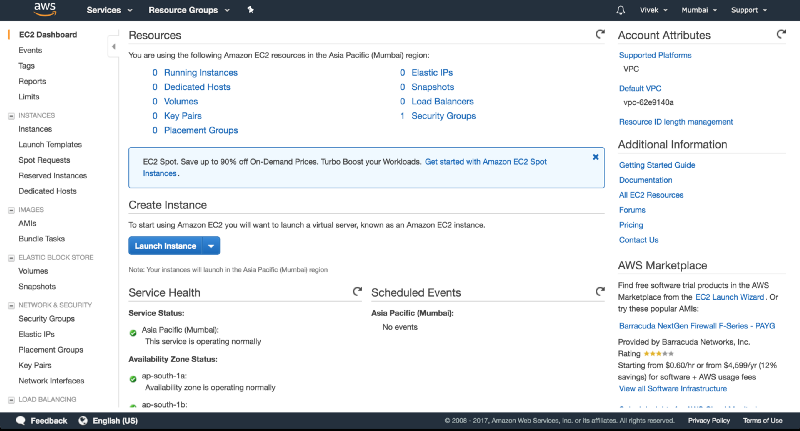 aws
Services
Resource Groups
Vivek
Mumbai
Support
EC2 Dashboard
Events
Tags
Reports
Limits
INSTANCES
Instances
Launch Templates
Spot Requests
Reserved Instances
Dedicated Hosts
IMAGES
AMIs
Bundle Tasks
ELASTIC BLOCK STORE
Volumes
Snapshots
NETWORK & SECURITY
Security Groups
Elastic IPs
Placement Groups
Key Pairs
Network Interfaces
LOAD BALANCING
Resources
You are using the following Amazon EC2 resources in the Asia Pacific (Mumbai) region:
0 Running Instances
0 Dedicated Hosts
0 Volumes
0 Key Pairs
0 Placement Groups
0 Elastic IPs
0 Snapshots
0 Load Balancers
1 Security Groups
EC2 Spot. Save up to 90% off On-Demand Prices. Turbo Boost your Workloads. Get started with Amazon EC2 Spot
Instances.
Create Instance
To start using Amazon EC2 you will want to launch a virtual server, known as an Amazon EC2 instance.
Launch Instance
Note: Your instances will launch in the Asia Pacific (Mumbai) region
Service Health
Service Status:
Asia Pacific (Mumbai):
This service is operating normally
Availability Zone Status:
ap-south-1a:
Availability zone is operating normally
ap-south-1b:
Scheduled Events
Asia Pacific (Mumbai):
No events
Account Attributes
Supported Platforms
VPC
Default VPC
vpc-62e9140a
Resource ID length management
Additional Information
Getting Started Guide
Documentation
All EC2 Resources
Forums
Pricing
Contact Us
AWS Marketplace
Find free software trial products in the AWS
Marketplace from the EC2 Launch Wizard. Or
try these popular AMIs:
Barracuda NextGen Firewall F-Series - PAYG
Provided by Barracuda Networks, Inc.
Rating
Starting from $0.60/hr or from $4,599/yr (12%
savings) for software + AWS usage fees
View all Software Infrastructure
Feedback
English (US)
© 2008 - 2017, Amazon Web Services, Inc. or its affiliates. All rights reserved.
Privacy Policy
Terms of Use